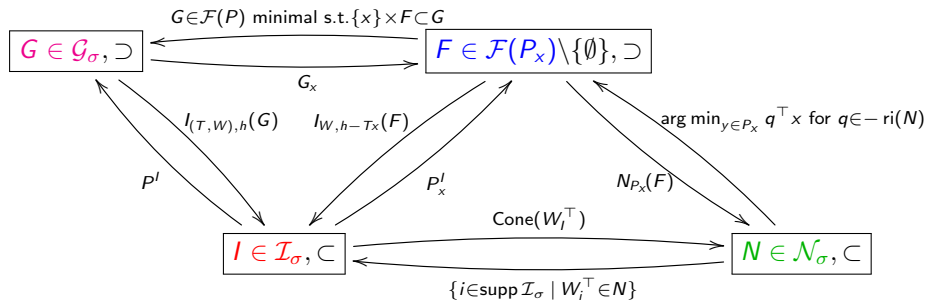 G∈F(P) minimal s.t.{x}×F⊂G
G ∈ 𝒢_σ, ⊃
F ∈ ℱ(P_x)\{∅}, ⊃
G_x
I_{(T,W),h}(G)
I_{W,h−Tx}(F)
arg min_{y∈P_x} q^⊤ x for q∈− ri(N)
P^I
P_x^I
N_{P_x}(F)
Cone(W_I^⊤)
I ∈ ℐ_σ, ⊂
N ∈ 𝒩_σ, ⊂
{i∈supp ℐ_σ | W_i^⊤ ∈N}